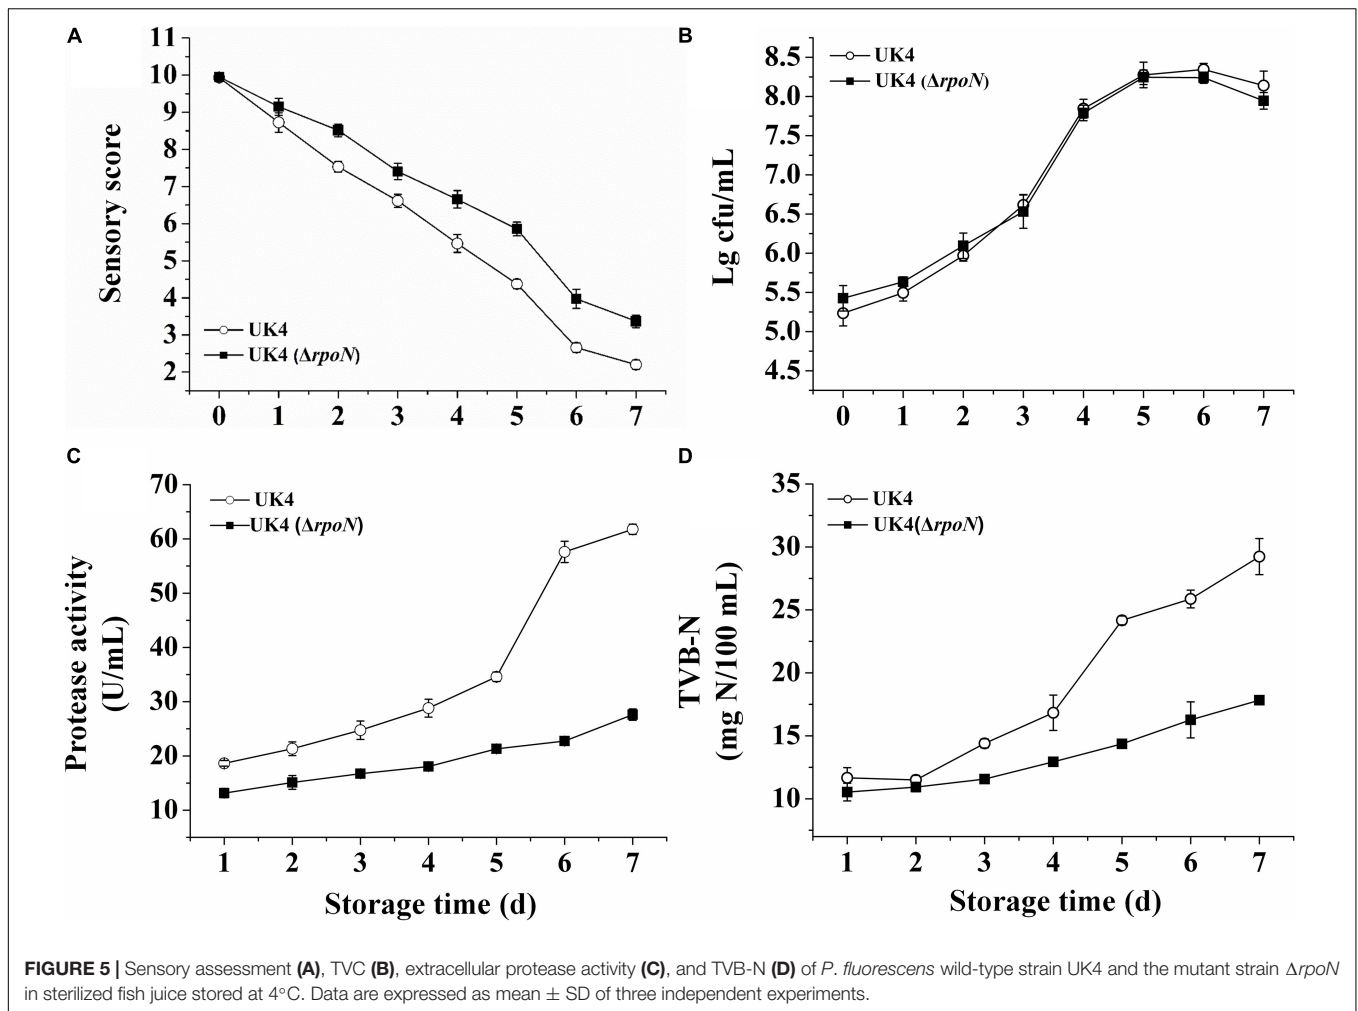 A
11
10
9
8
7
6
5
4
3
2
Sensory score
UK4
UK4 (ΔrpoN)
0 1 2 3 4 5 6 7
B
8.5
8.0
7.5
7.0
6.5
6.0
5.5
5.0
4.5
Lg cfu/mL
UK4
UK4 (ΔrpoN)
0 1 2 3 4 5 6 7
C
70
60
50
40
30
20
10
Protease activity
(U/mL)
UK4
UK4 (ΔrpoN)
1 2 3 4 5 6 7
Storage time (d)
D
35
30
25
20
15
10
TVB-N
(mg N/100 mL)
UK4
UK4(ΔrpoN)
1 2 3 4 5 6 7
Storage time (d)
FIGURE 5 | Sensory assessment (A), TVC (B), extracellular protease activity (C), and TVB-N (D) of P. fluorescens wild-type strain UK4 and the mutant strain ΔrpoN
in sterilized fish juice stored at 4°C. Data are expressed as mean ± SD of three independent experiments.